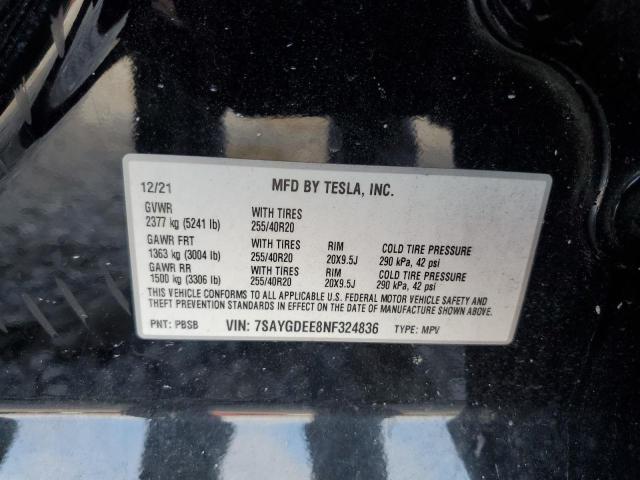 12/21 MFD BY TESLA, INC.
GVWR
2377 kg (5241 lb) WITH TIRES 255/40R20
GAWR FRT WITH TIRES RIM COLD TIRE PRESSURE
1363 kg (3004 lb) 255/40R20 20X9.5J 290 kPa, 42 psi
GAWR RR WITH TIRES RIM COLD TIRE PRESSURE
1500 kg (3306 lb) 255/40R20 20X9.5J 290 kPa, 42 psi
THIS VEHICLE CONFORMS TO ALL APPLICABLE U.S. FEDERAL MOTOR VEHICLE SAFETY AND
THEFT PREVENTION STANDARDS IN EFFECT ON THE DATE OF MANUFACTURE SHOWN ABOVE.
PNT: PBSB VIN: 7SAYGDEE8NF324836 TYPE: MPV